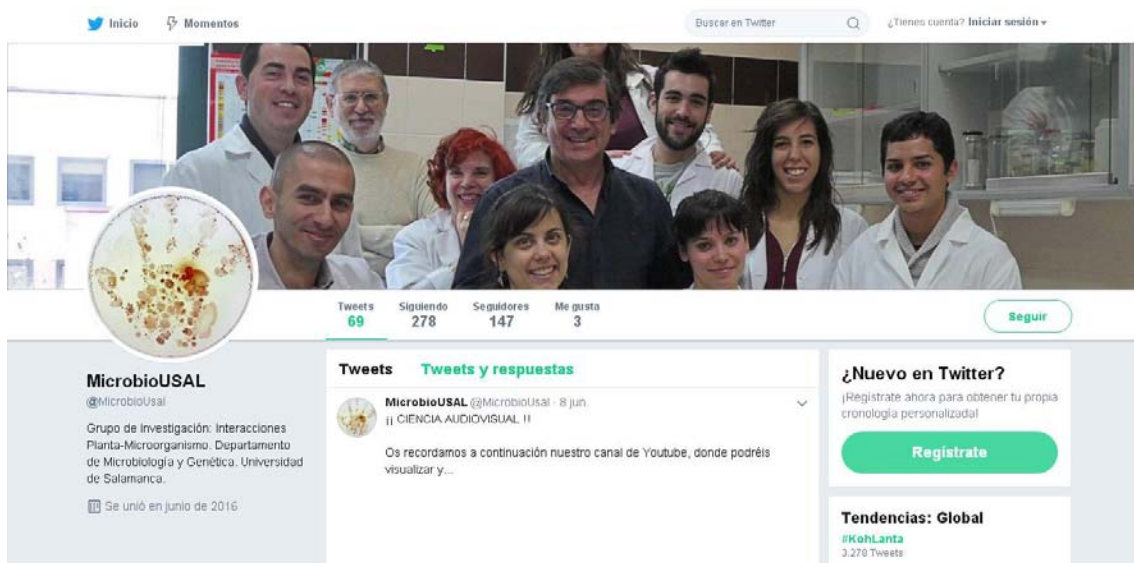 Inicio
Momentos
Buscar en Twitter
¿Tienes cuenta? Iniciar sesión
Tweets
69
Siguiendo
278
Seguidores
147
Me gusta
3
Seguir
MicrobioUSAL
@MicrobioUsal
Grupo de Investigación: Interacciones
Planta-Microorganismo. Departamento
de Microbiología y Genética. Universidad
de Salamanca.
Se unió en junio de 2016
Tweets
Tweets y respuestas
MicrobioUSAL @MicrobioUsal · 8 jun.
¡¡ CIENCIA AUDIOVISUAL !!
Os recordamos a continuación nuestro canal de Youtube, donde podréis
visualizar y...
¿Nuevo en Twitter?
¡Regístrate ahora para obtener tu propia
cronología personalizada!
Regístrate
Tendencias: Global
#KohLanta
3.278 Tweets